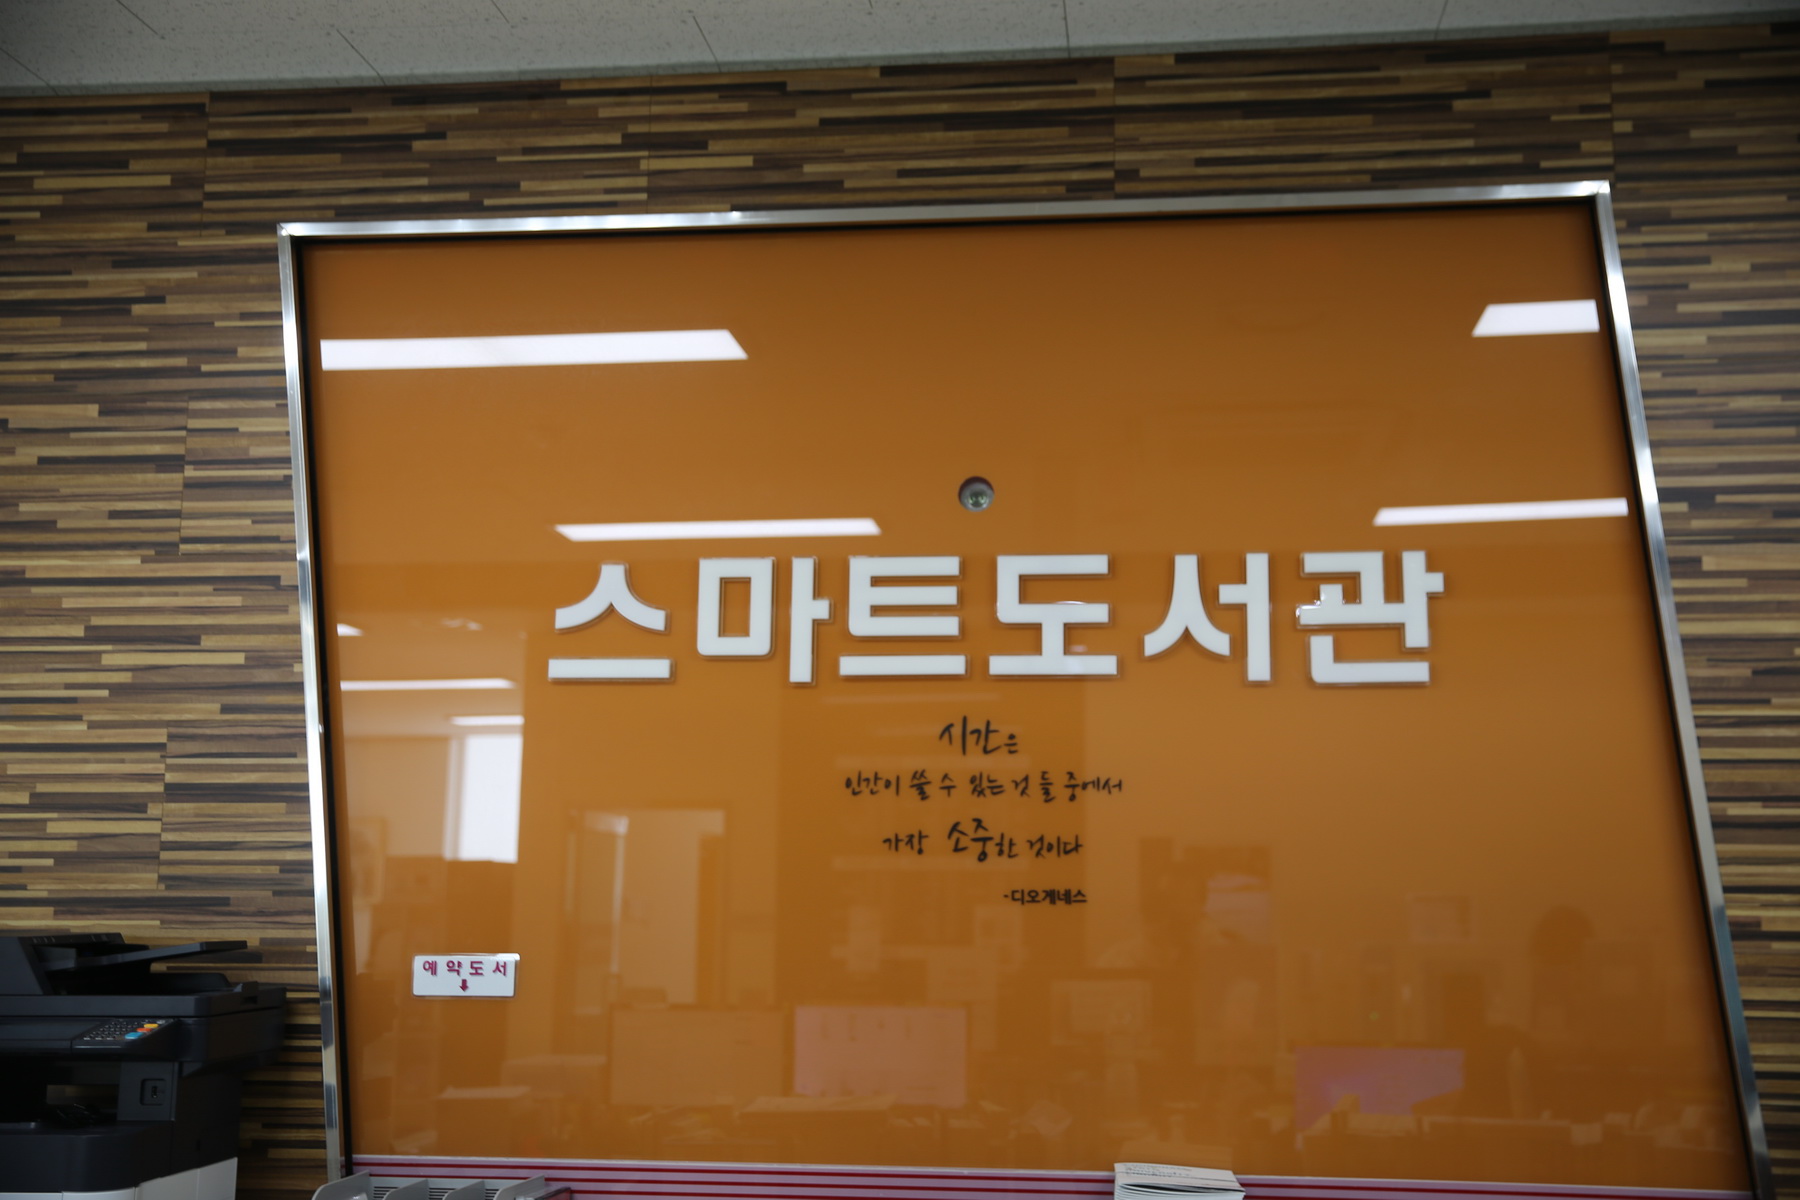 스마트도서관
시간은
인간이 쓸 수 있는 것 들 중에서
가장 소중한 것이다
-디오게네스
예약도서